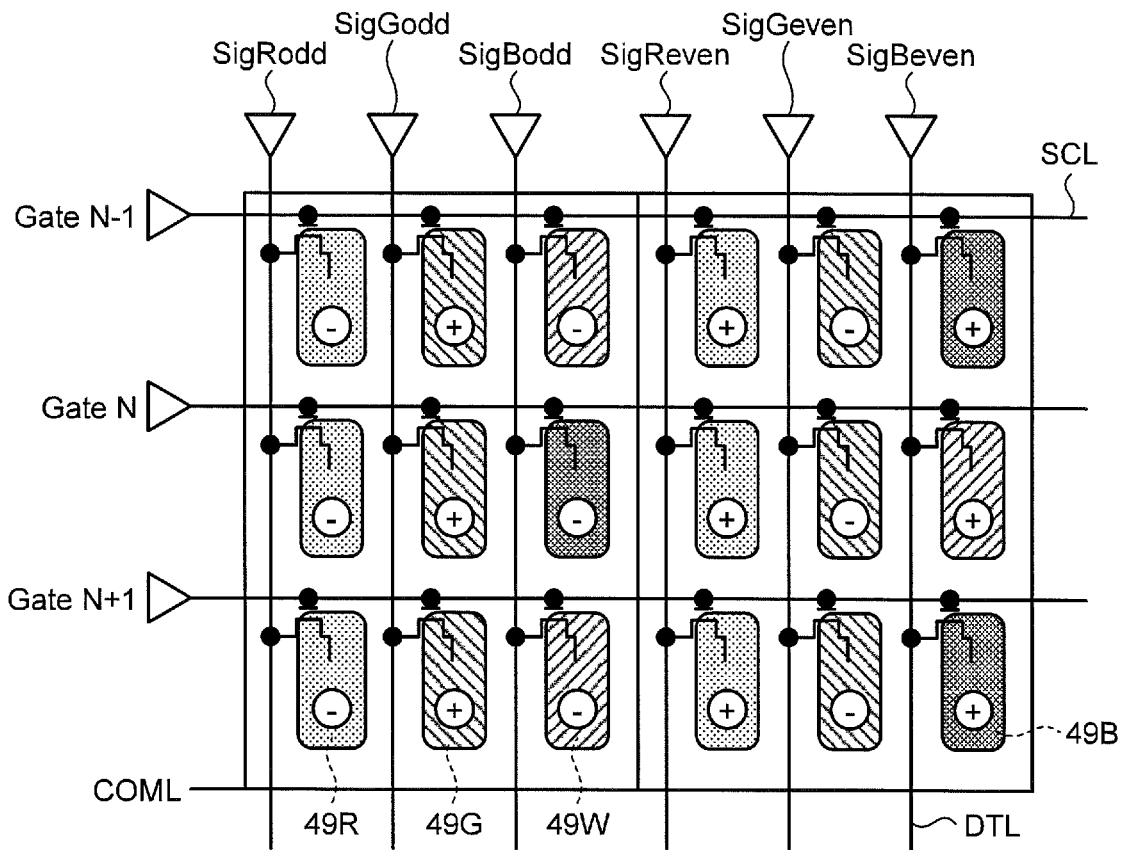 SigRodd SigGodd SigBodd SigReven SigGeven SigBeven
SCL
Gate N-1
- + - + - +
Gate N
- + - + - +
Gate N+1
- + - + - +
49B
COML
49R 49G 49W DTL